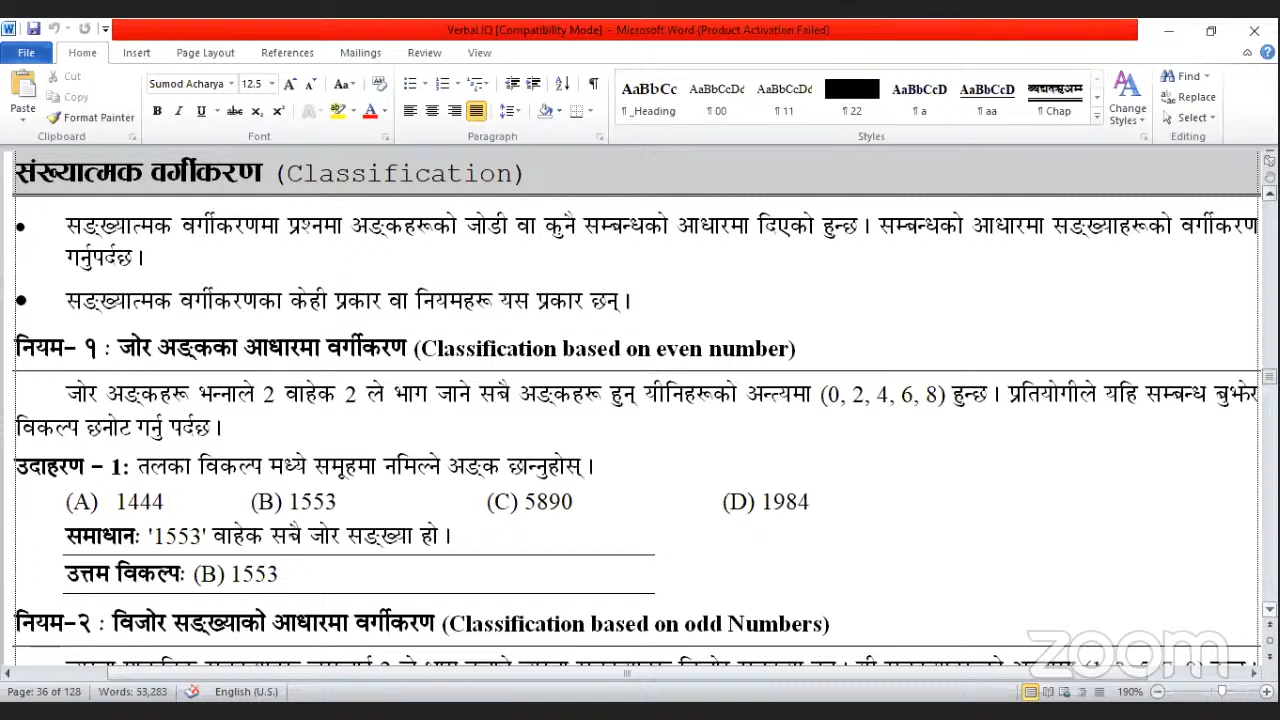 Verbal IQ [Compatibility Mode] - Microsoft Word (Product Activation Failed)
File Home Insert Page Layout References Mailings Review View
Paste
Cut
Copy
Format Painter
Clipboard
Sumod Acharya 12.5
Font
Paragraph
AaBbCc AaBbCcDc AaBbCcDc AaBbCcD AaBbCcD
¶ _Heading ¶ 00 ¶ 11 ¶ 22 ¶ a ¶ aa ¶ Chap
Styles
Change Styles
Find
Replace
Select
Editing
संख्यात्मक वर्गीकरण (Classification)
• सङ्ख्यात्मक वर्गीकरणमा प्रश्नमा अङ्कहरूको जोडी वा कुनै सम्बन्धको आधारमा दिएको हुन्छ । सम्बन्धको आधारमा सङ्ख्याहरूको वर्गीकरण
गर्नुपर्दछ ।
• सङ्ख्यात्मक वर्गीकरणका केही प्रकार वा नियमहरू यस प्रकार छन् ।
नियम- १ : जोर अङ्कका आधारमा वर्गीकरण (Classification based on even number)
जोर अङ्कहरू भन्नाले 2 वाहेक 2 ले भाग जाने सबै अङ्कहरू हुन् यीनिहरूको अन्त्यमा (0, 2, 4, 6, 8) हुन्छ । प्रतियोगीले यहि सम्बन्ध बुझेर
विकल्प छनोट गर्नु पर्दछ ।
उदाहरण - 1: तलका विकल्प मध्ये समूहमा नमिल्ने अङ्क छान्नुहोस् ।
(A) 1444 (B) 1553 (C) 5890 (D) 1984
समाधानः '1553' वाहेक सबै जोर सङ्ख्या हो ।
उत्तम विकल्पः (B) 1553
नियम-२ : विजोर सङ्ख्याको आधारमा वर्गीकरण (Classification based on odd Numbers)
zoom
Page: 36 of 128 Words: 53,283 English (U.S.) 190%